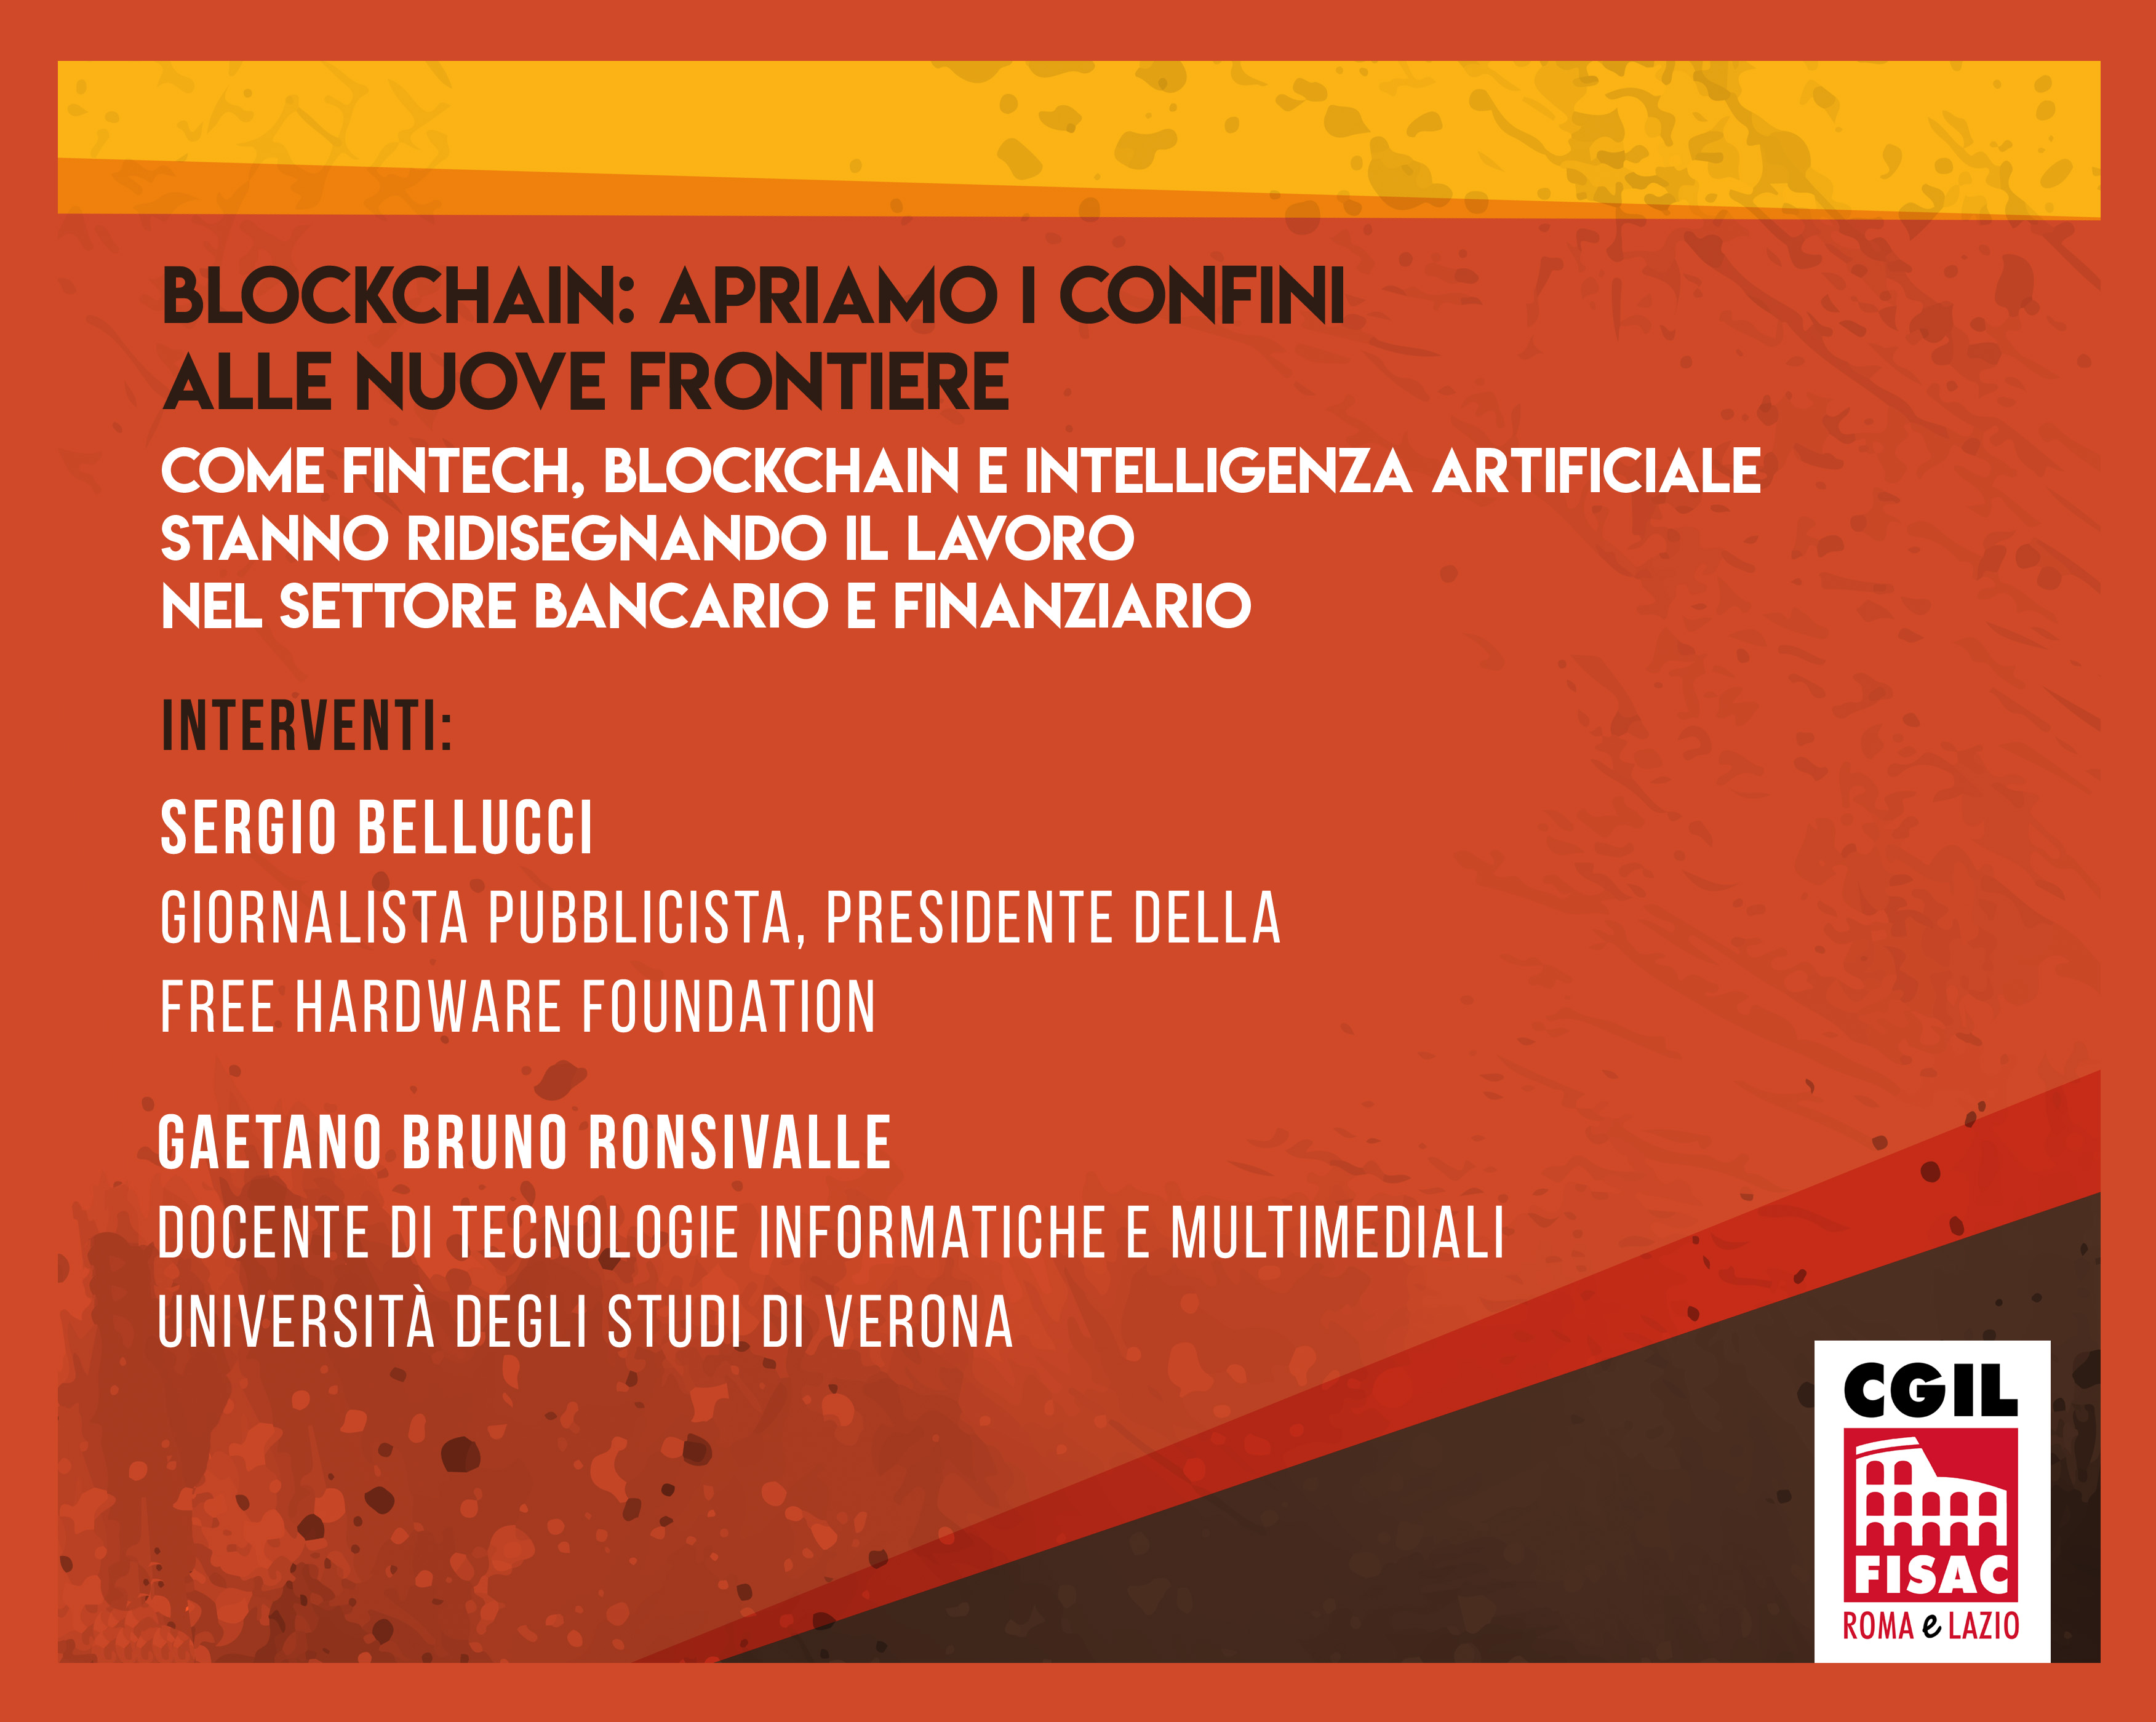 BLOCKCHAIN: APRIAMO I CONFINI
ALLE NUOVE FRONTIERE
COME FINTECH, BLOCKCHAIN E INTELLIGENZA ARTIFICIALE
STANNO RIDISEGNANDO IL LAVORO
NEL SETTORE BANCARIO E FINANZIARIO
INTERVENTI:
SERGIO BELLUCCI
GIORNALISTA PUBBLICISTA, PRESIDENTE DELLA
FREE HARDWARE FOUNDATION
GAETANO BRUNO RONSIVALLE
DOCENTE DI TECNOLOGIE INFORMATICHE E MULTIMEDIALI
UNIVERSITÀ DEGLI STUDI DI VERONA
CGIL
FISAC
ROMA e LAZIO